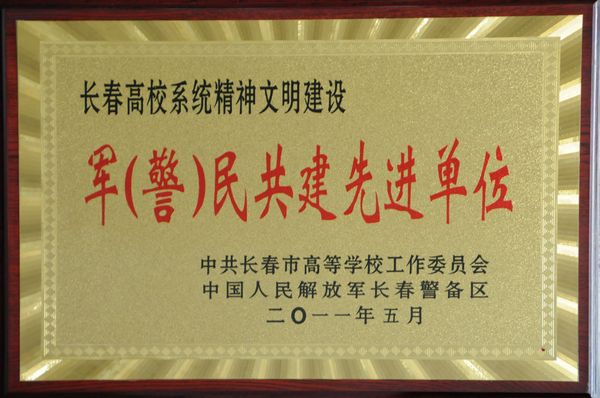 长春高校系统精神文明建设
军(警)民共建先进单位
中共长春市高等学校工作委员会
中国人民解放军长春警备区
二〇一一年五月